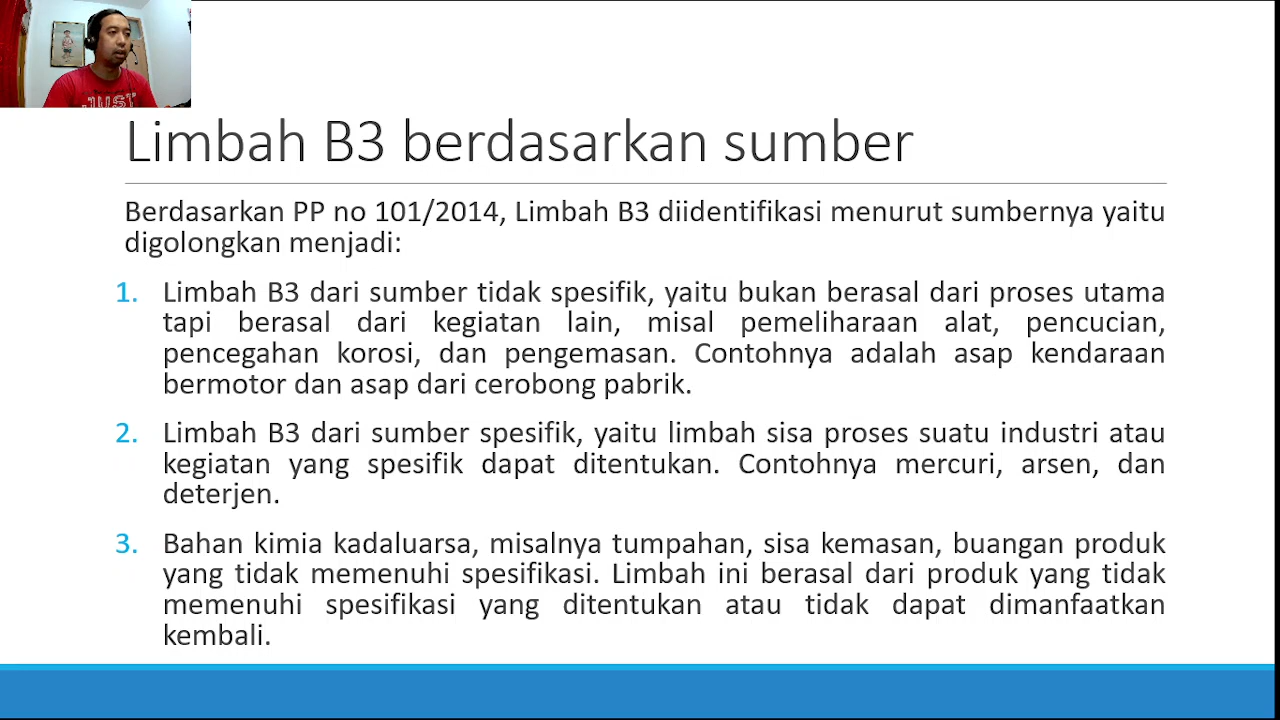 JUST
Limbah B3 berdasarkan sumber
Berdasarkan PP no 101/2014, Limbah B3 diidentifikasi menurut sumbernya yaitu
digolongkan menjadi:
1. Limbah B3 dari sumber tidak spesifik, yaitu bukan berasal dari proses utama
tapi berasal dari kegiatan lain, misal pemeliharaan alat, pencucian,
pencegahan korosi, dan pengemasan. Contohnya adalah asap kendaraan
bermotor dan asap dari cerobong pabrik.
2. Limbah B3 dari sumber spesifik, yaitu limbah sisa proses suatu industri atau
kegiatan yang spesifik dapat ditentukan. Contohnya mercuri, arsen, dan
deterjen.
3. Bahan kimia kadaluarsa, misalnya tumpahan, sisa kemasan, buangan produk
yang tidak memenuhi spesifikasi. Limbah ini berasal dari produk yang tidak
memenuhi spesifikasi yang ditentukan atau tidak dapat dimanfaatkan
kembali.